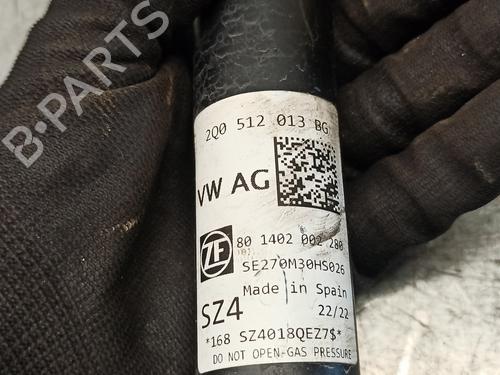 B-PARTS
2Q0 512 013 BG
VW AG
ZF
80 1402 002 280
SE270M30HS026
Made in Spain
SZ4
22/22
*168 SZ4018QEZ7$*
DO NOT OPEN-GAS PRESSURE